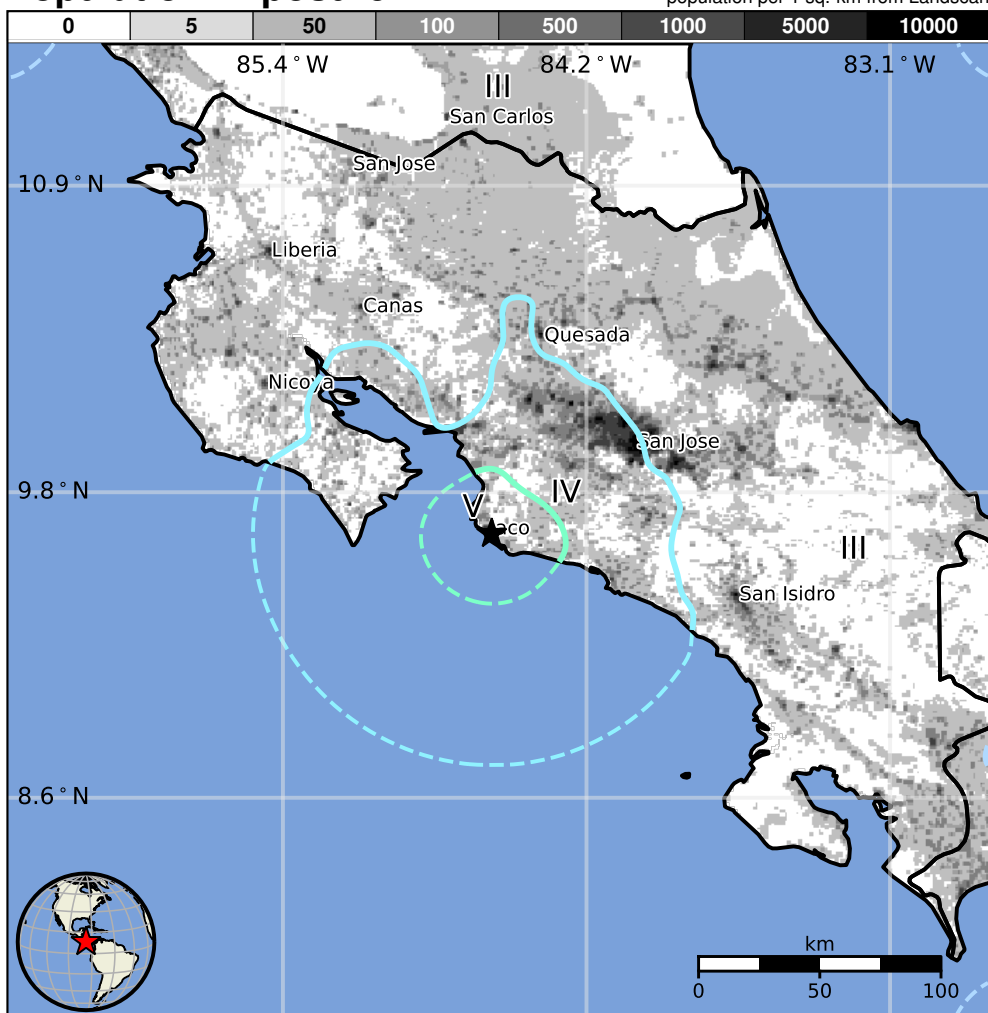 population per 1 sq. km from Landscan
0 5 50 100 500 1000 5000 10000
85.4°W 84.2°W 83.1°W
III
San Carlos
San Jose
10.9°N
Liberia
Canas
Quesada
Nicoya
San Jose
9.8°N
V IV
aco
III
San Isidro
8.6°N
km
0 50 100